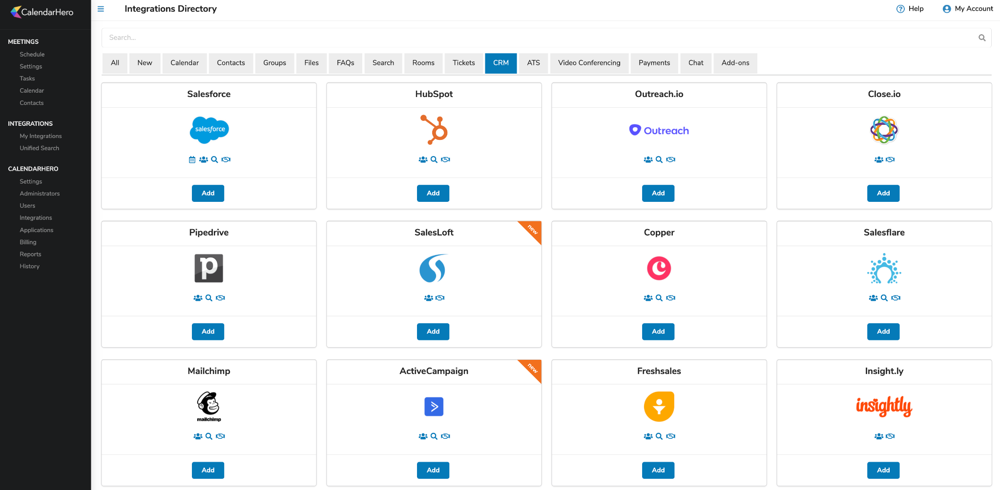 CalendarHero
Integrations Directory
Help
My Account
MEETINGS
Schedule
Settings
Tasks
Calendar
Contacts
INTEGRATIONS
My Integrations
Unified Search
CALENDARHERO
Settings
Administrators
Users
Integrations
Applications
Billing
Reports
History
Search...
All New Calendar Contacts Groups Files FAQs Search Rooms Tickets CRM ATS Video Conferencing Payments Chat Add-ons
Salesforce
salesforce
Add
HubSpot
Add
Outreach.io
Outreach
Add
Close.io
Add
Pipedrive
p
Add
SalesLoft
new
Add
Copper
Add
Salesflare
Add
Mailchimp
mailchimp
Add
ActiveCampaign
new
Add
Freshsales
Add
Insight.ly
insightly
Add